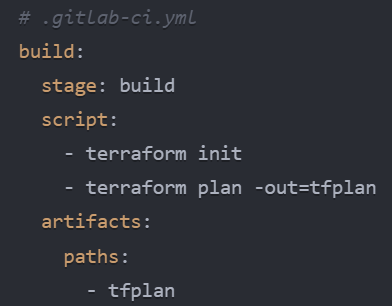 # .gitlab-ci.yml
build:
  stage: build
  script:
    - terraform init
    - terraform plan -out=tfplan
  artifacts:
    paths:
      - tfplan